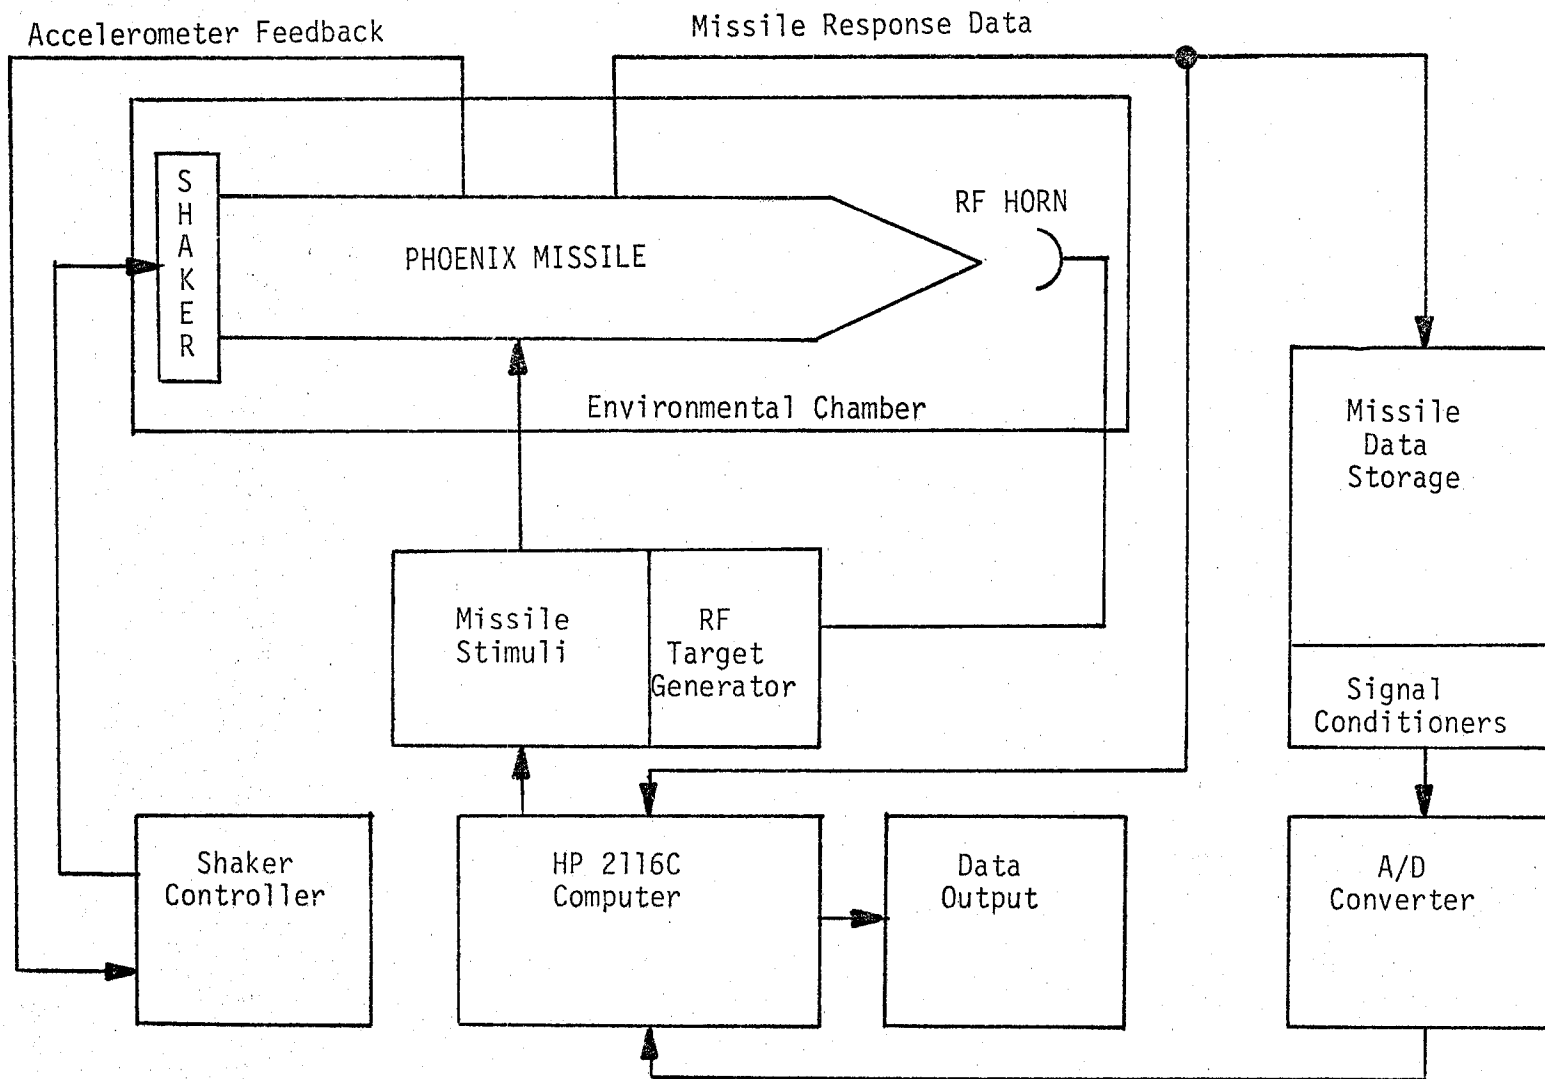 Accelerometer Feedback
Missile Response Data
S
H
A
K
E
R
PHOENIX MISSILE
RF HORN
Environmental Chamber
Missile
Data
Storage
Missile
Stimuli
RF
Target
Generator
Signal
Conditioners
Shaker
Controller
HP 2116C
Computer
Data
Output
A/D
Converter